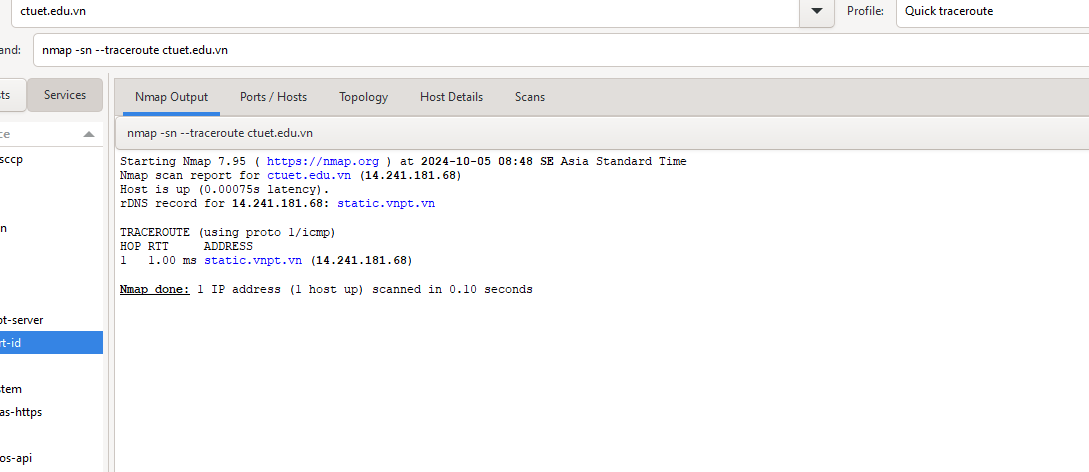 ctuet.edu.vn Profile: Quick traceroute
and: nmap -sn --traceroute ctuet.edu.vn
sts Services Nmap Output Ports / Hosts Topology Host Details Scans
ce nmap -sn --traceroute ctuet.edu.vn
sccp
Starting Nmap 7.95 ( https://nmap.org ) at 2024-10-05 08:48 SE Asia Standard Time
Nmap scan report for ctuet.edu.vn (14.241.181.68)
Host is up (0.00075s latency).
rDNS record for 14.241.181.68: static.vnpt.vn
n
TRACEROUTE (using proto 1/icmp)
HOP RTT ADDRESS
1 1.00 ms static.vnpt.vn (14.241.181.68)
Nmap done: 1 IP address (1 host up) scanned in 0.10 seconds
pt-server
rt-id
stem
as-https
os-api